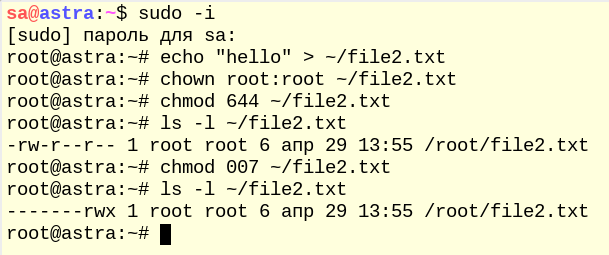 sa@astra:~$ sudo -i
[sudo] пароль для sa:
root@astra:~# echo "hello" > ~/file2.txt
root@astra:~# chown root:root ~/file2.txt
root@astra:~# chmod 644 ~/file2.txt
root@astra:~# ls -l ~/file2.txt
-rw-r--r-- 1 root root 6 апр 29 13:55 /root/file2.txt
root@astra:~# chmod 007 ~/file2.txt
root@astra:~# ls -l ~/file2.txt
-------rwx 1 root root 6 апр 29 13:55 /root/file2.txt
root@astra:~#